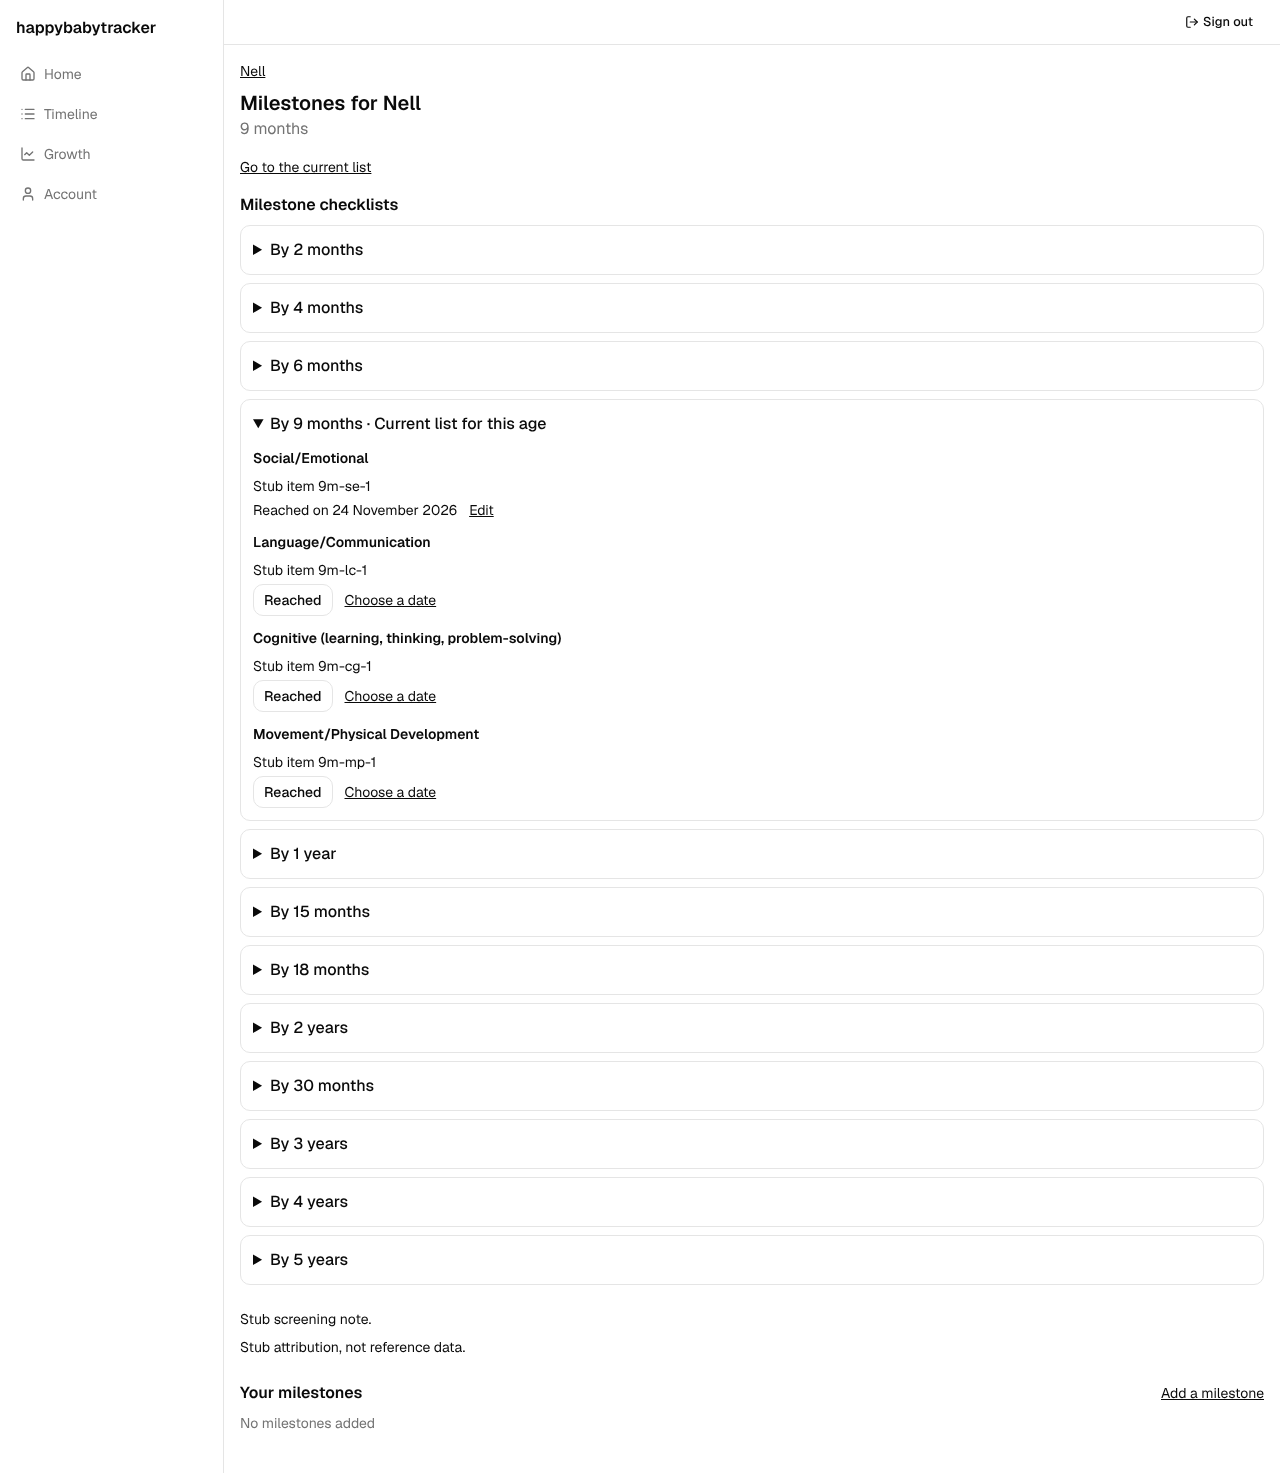 happybabytracker
Sign out
Home
Timeline
Growth
Account
Nell
Milestones for Nell
9 months
Go to the current list
Milestone checklists
By 2 months
By 4 months
By 6 months
By 9 months · Current list for this age
Social/Emotional
Stub item 9m-se-1
Reached on 24 November 2026 Edit
Language/Communication
Stub item 9m-lc-1
Reached Choose a date
Cognitive (learning, thinking, problem-solving)
Stub item 9m-cg-1
Reached Choose a date
Movement/Physical Development
Stub item 9m-mp-1
Reached Choose a date
By 1 year
By 15 months
By 18 months
By 2 years
By 30 months
By 3 years
By 4 years
By 5 years
Stub screening note.
Stub attribution, not reference data.
Your milestones Add a milestone
No milestones added